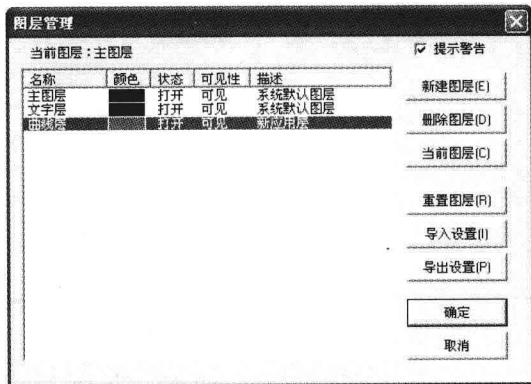 图层管理
当前图层：主图层
提示警告
名称 颜色 状态 可见性 描述
主图层 打开 可见 系统默认图层
文字层 打开 可见 系统默认图层
曲线层 打开 可见 新应用层
新建图层(E)
删除图层(D)
当前图层(C)
重置图层(R)
导入设置(I)
导出设置(P)
确定
取消